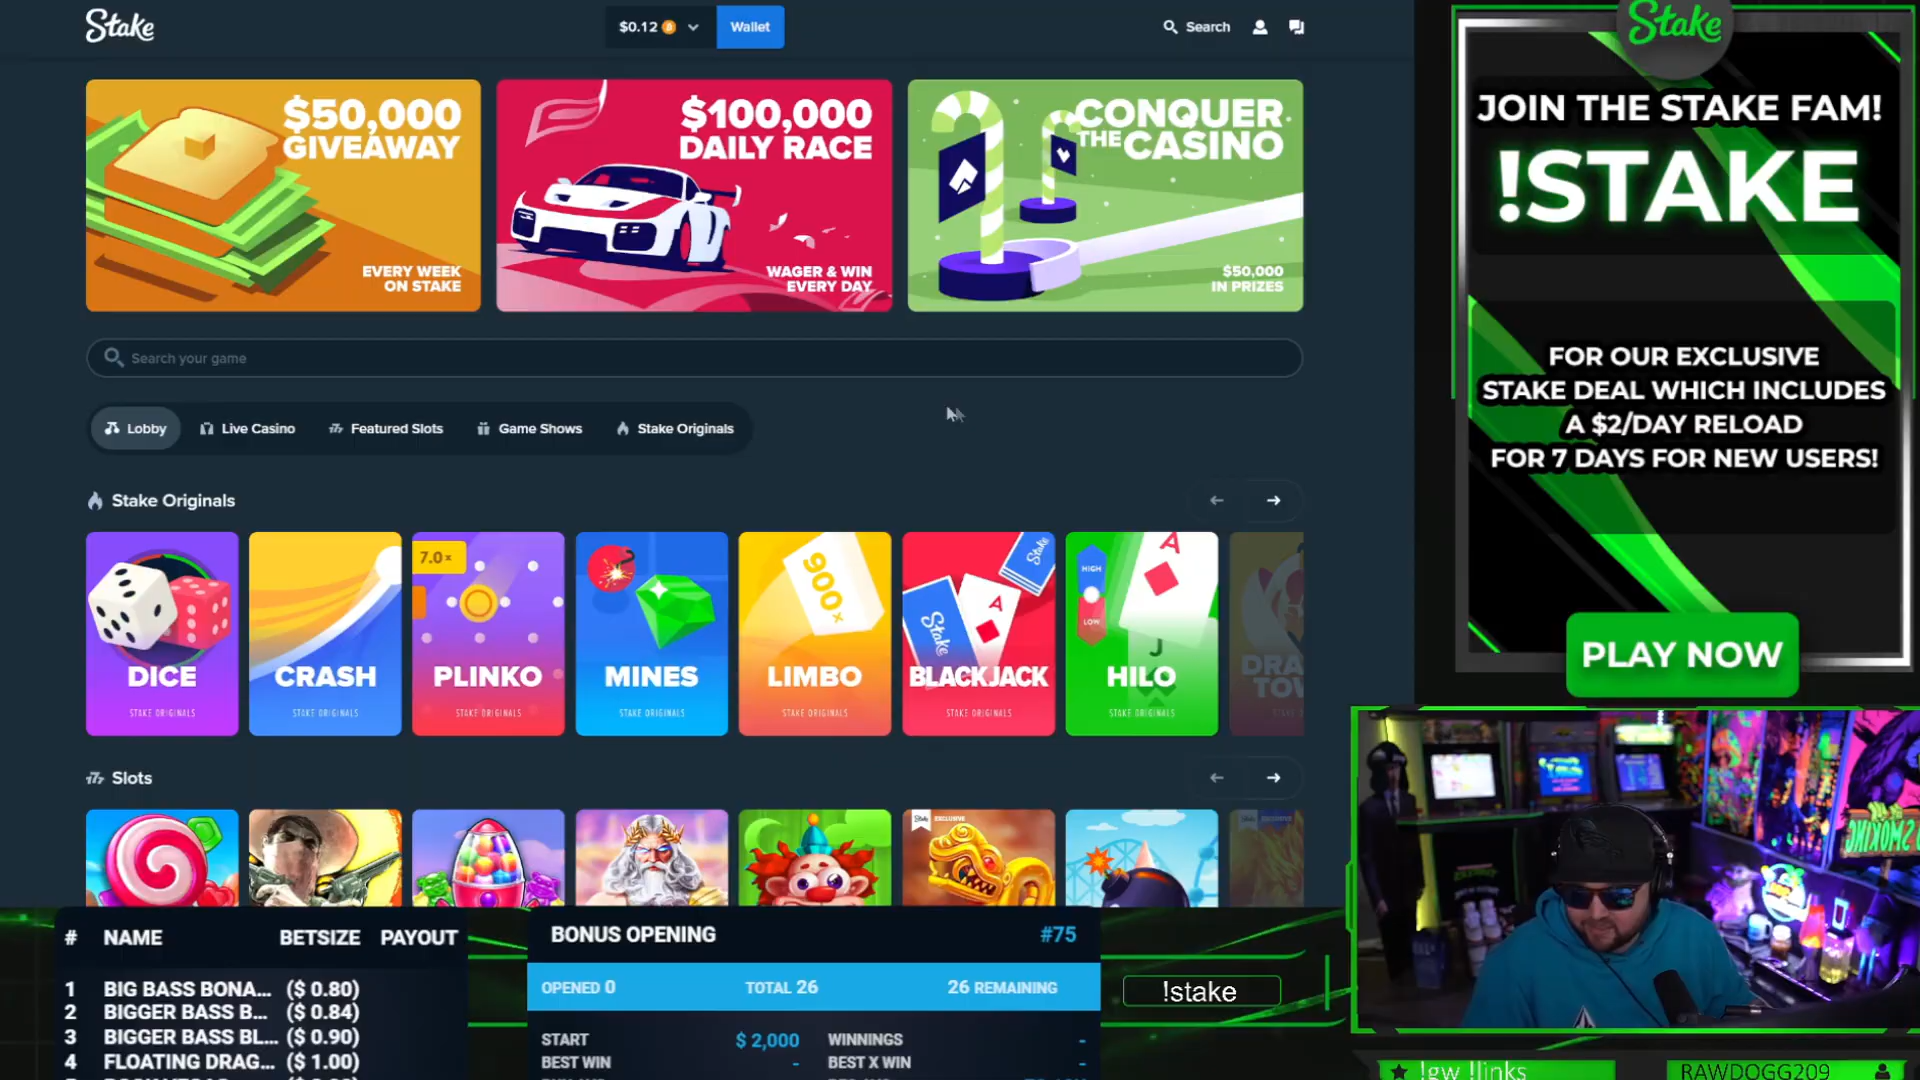 Stake
$0.12
Wallet
Search
$50,000
GIVEAWAY
EVERY WEEK
ON STAKE
$100,000
DAILY RACE
WAGER & WIN
EVERY DAY
CONQUER
THE CASINO
$50,000
IN PRIZES
Search your game
Lobby
Live Casino
Featured Slots
Game Shows
Stake Originals
Stake Originals
DICE
STAKE ORIGINALS
CRASH
STAKE ORIGINALS
7.0×
PLINKO
STAKE ORIGINALS
MINES
STAKE ORIGINALS
900×
LIMBO
STAKE ORIGINALS
Stake
Stake
A
BLACKJACK
STAKE ORIGINALS
HIGH
LOW
A
J
HILO
STAKE ORIGINALS
DRA
TOW
Slots
EXCLUSIVE
# NAME BETSIZE PAYOUT
1 BIG BASS BONA... ($ 0.80)
2 BIGGER BASS B... ($ 0.84)
3 BIGGER BASS BL... ($ 0.90)
4 FLOATING DRAG... ($ 1.00)
BONUS OPENING #75
OPENED 0 TOTAL 26 26 REMAINING
START $ 2,000 WINNINGS -
BEST WIN - BEST X WIN -
!stake
Stake
JOIN THE STAKE FAM!
!STAKE
FOR OUR EXCLUSIVE
STAKE DEAL WHICH INCLUDES
A $2/DAY RELOAD
FOR 7 DAYS FOR NEW USERS!
PLAY NOW
!gw !links
RAWDOGG209